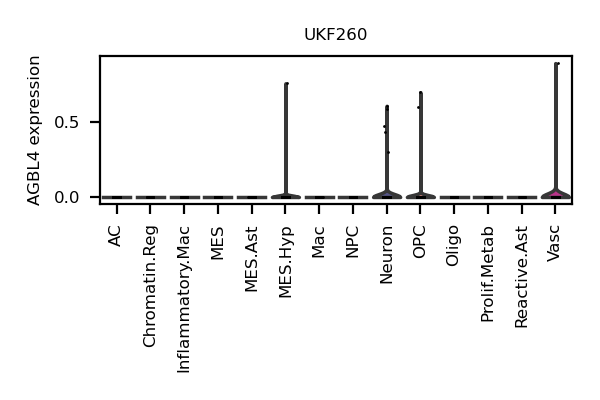 UKF260
AGBL4 expression
0.5
0.0
AC
Chromatin.Reg
Inflammatory.Mac
MES
MES.Ast
MES.Hyp
Mac
NPC
Neuron
OPC
Oligo
Prolif.Metab
Reactive.Ast
Vasc